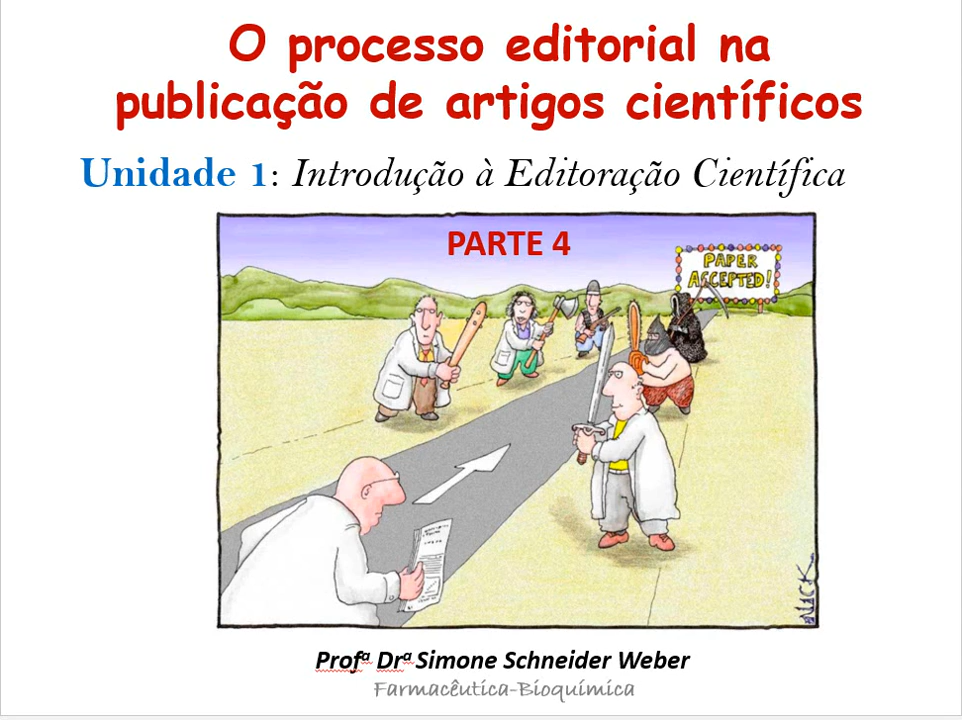 O processo editorial na
publicação de artigos científicos
Unidade 1: Introdução à Editoração Científica
PARTE 4
PAPER
ACCEPTED!
NICK
Profª Drª Simone Schneider Weber
Farmacêutica-Bioquímica